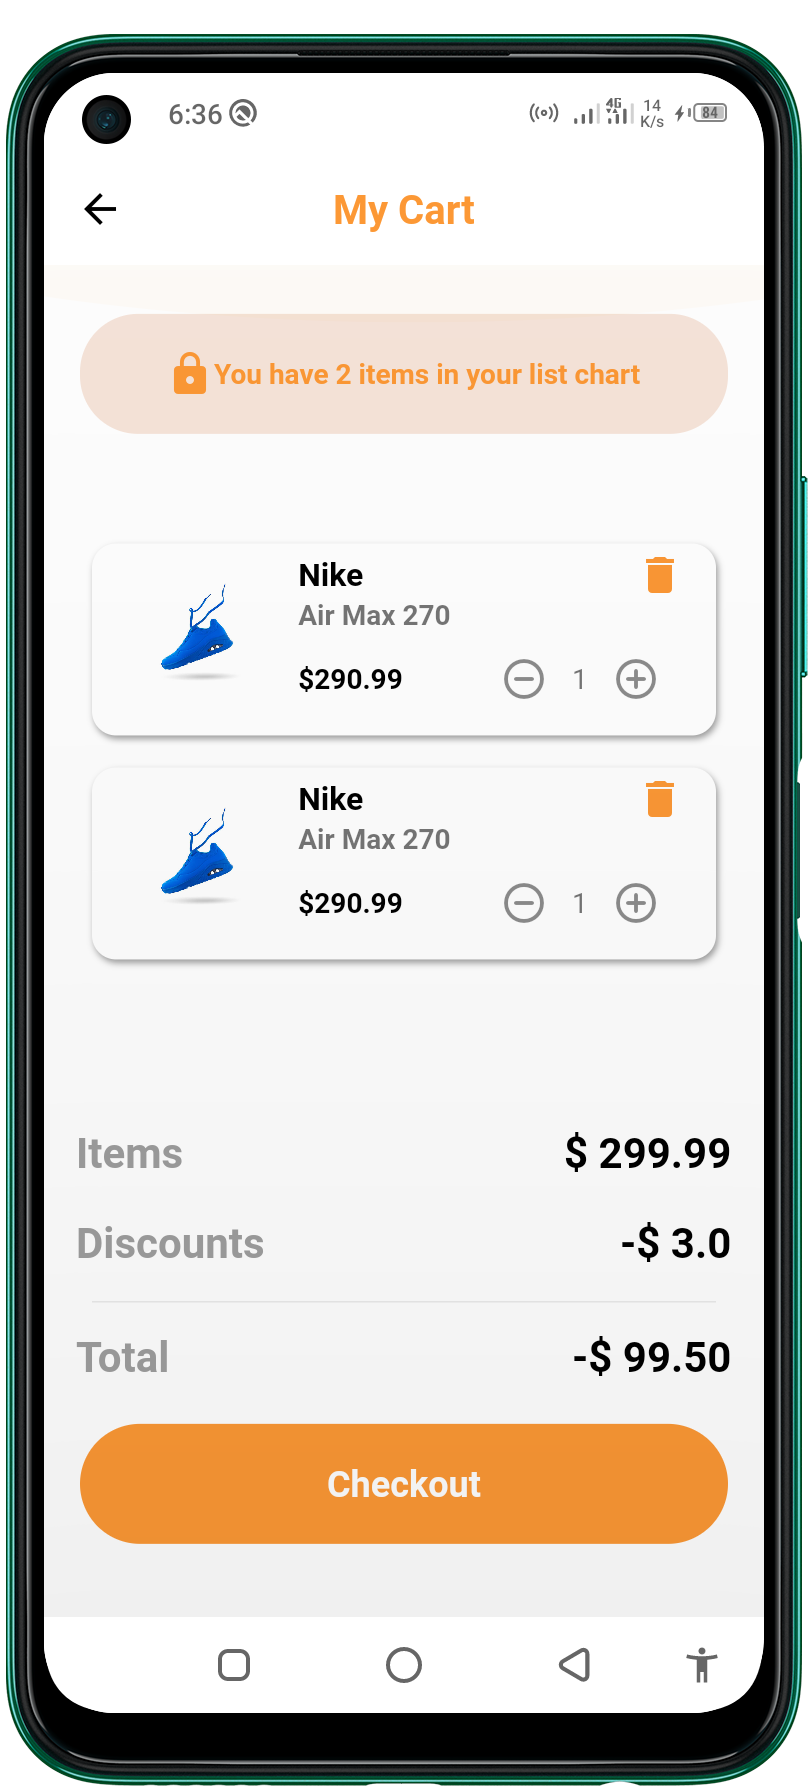 6:36 4G 14 K/s 84
My Cart
You have 2 items in your list chart
Nike
Air Max 270
$290.99 1
Nike
Air Max 270
$290.99 1
Items $ 299.99
Discounts -$ 3.0
Total -$ 99.50
Checkout